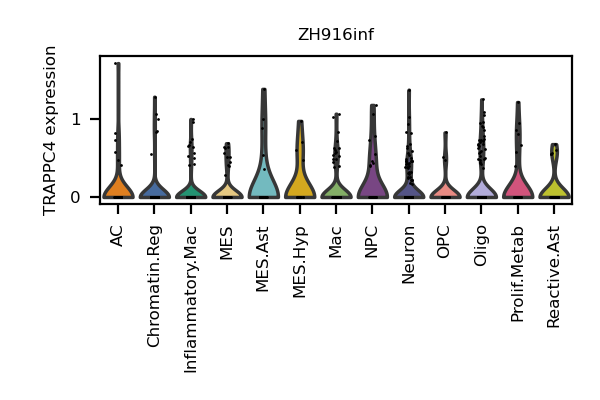 ZH916inf
TRAPPC4 expression
1
0
AC
Chromatin.Reg
Inflammatory.Mac
MES
MES.Ast
MES.Hyp
Mac
NPC
Neuron
OPC
Oligo
Prolif.Metab
Reactive.Ast